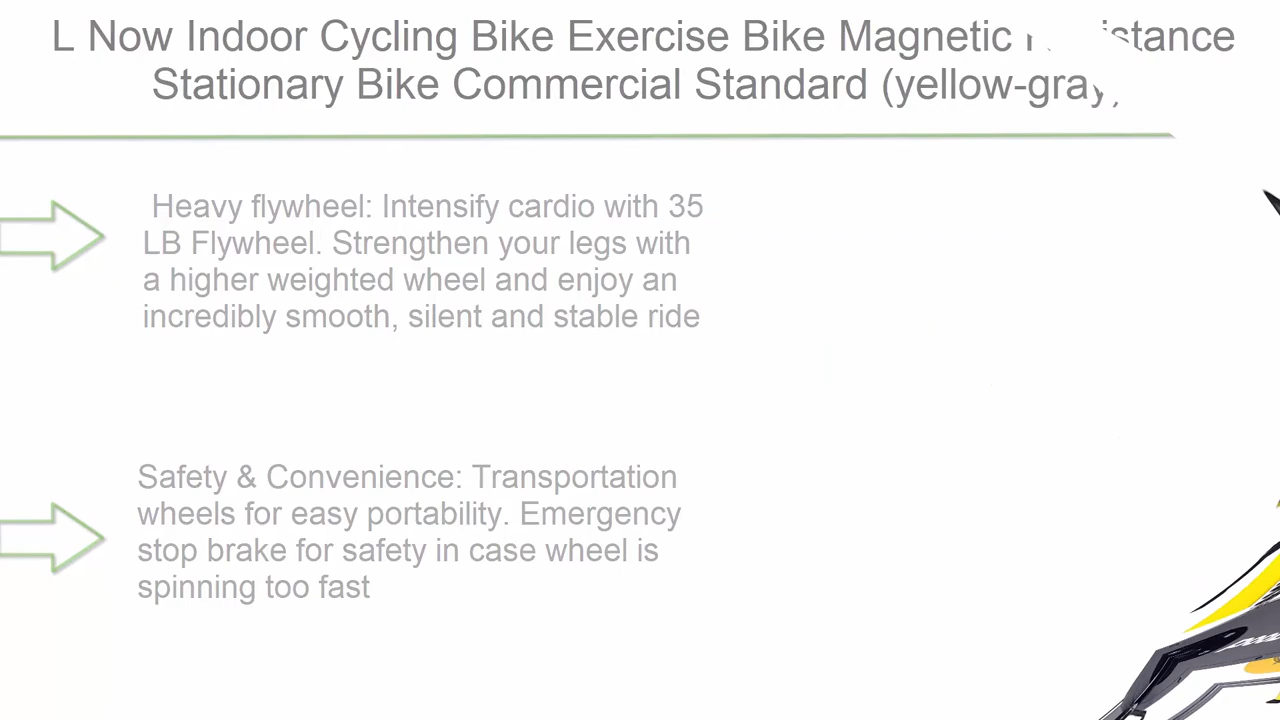 L Now Indoor Cycling Bike Exercise Bike Magnetic
Stationary Bike Commercial Standard (yellow-gray)
Heavy flywheel: Intensify cardio with 35
LB Flywheel. Strengthen your legs with
a higher weighted wheel and enjoy an
incredibly smooth, silent and stable ride
Safety & Convenience: Transportation
wheels for easy portability. Emergency
stop brake for safety in case wheel is
spinning too fast